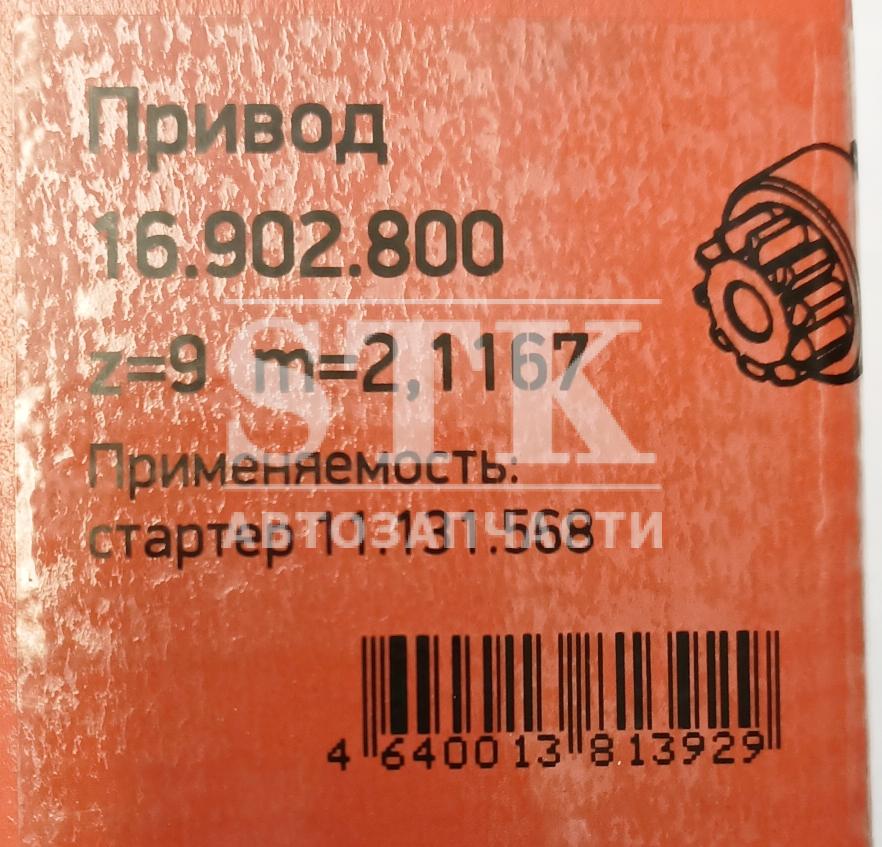 Привод
16.902.800
z=9 m=2,1167
STK
Применяемость:
АВТОЗАПЧАСТИ
стартер 11.131.568
4 640013 813929